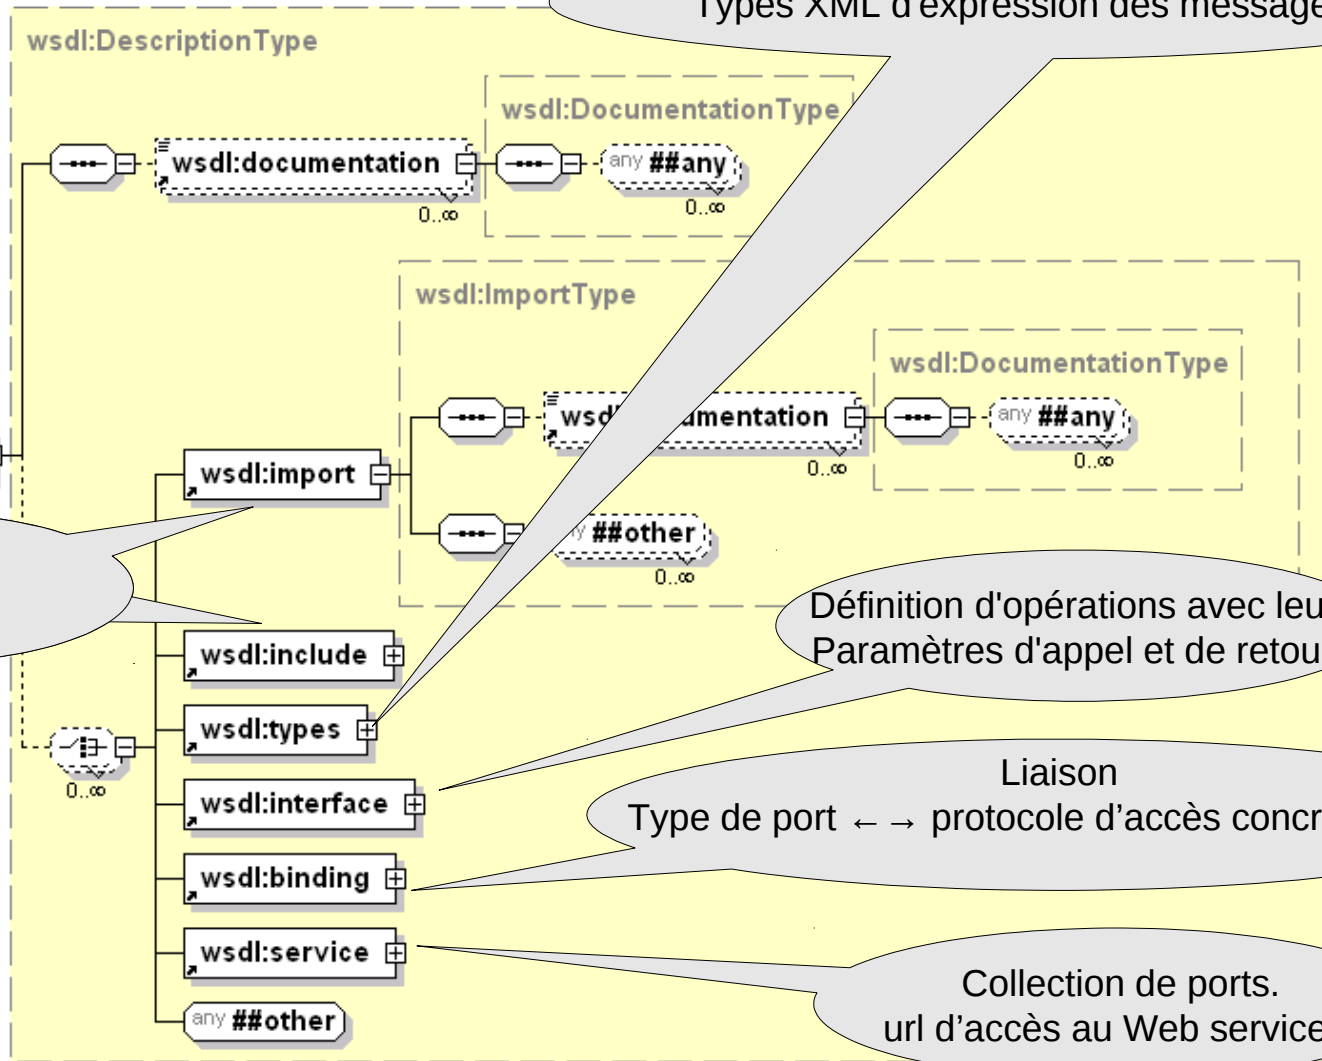 Types XML d'expression des message
wsdl:DescriptionType
wsdl:DocumentationType
wsdl:documentation
any ##any
0..∞
0..∞
wsdl:ImportType
wsdl:DocumentationType
any ##any
0..∞
0..∞
wsdl:import
##other
0..∞
Définition d'opérations avec leu
Paramètres d'appel et de retou
wsdl:include
wsdl:types
0..∞
wsdl:interface
Liaison
Type de port ←→ protocole d’accès concr
wsdl:binding
wsdl:service
Collection de ports.
url d’accès au Web service
any ##other